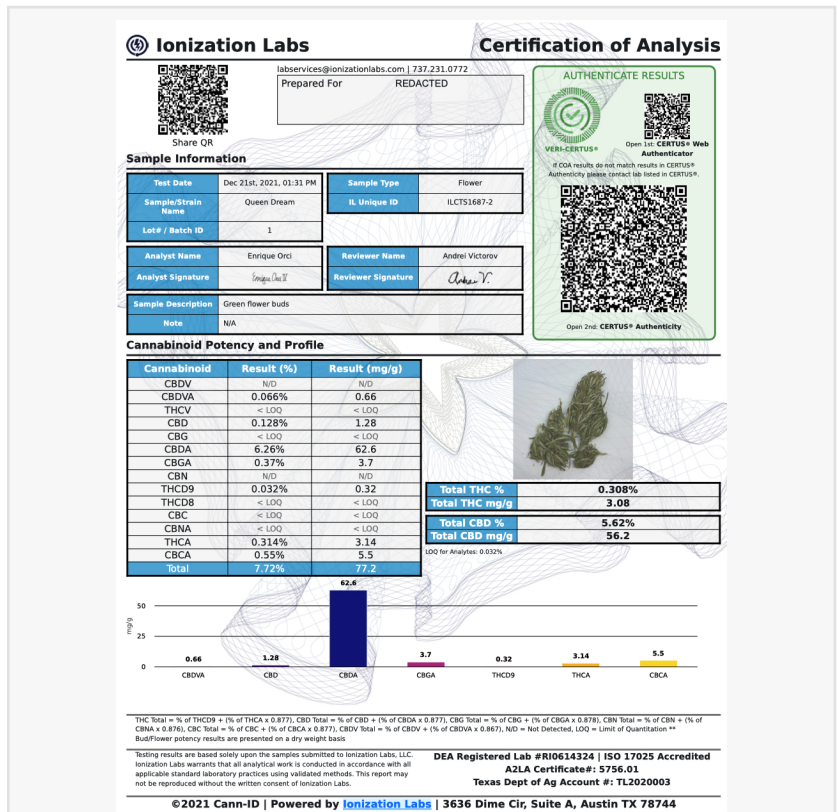 Ionization Labs
Certification of Analysis
labservices@ionizationlabs.com | 737.231.0772
Prepared For REDACTED
Share QR
AUTHENTICATE RESULTS
VERI-CERTUS®
Open 1st: CERTUS® Web
Authenticator
If COA results do not match results in CERTUS®
Authenticity please contact lab listed in CERTUS®.
Open 2nd: CERTUS® Authenticity
Sample Information
Test Date Dec 21st, 2021, 01:31 PM
Sample/Strain
Name Queen Dream
Lot# / Batch ID 1
Sample Type Flower
IL Unique ID ILCTS1687-2
Analyst Name Enrique Orci
Analyst Signature Enrique Orci
Reviewer Name Andrei Victorov
Reviewer Signature Andrei V.
Sample Description Green flower buds
Note N/A
Cannabinoid Potency and Profile
Cannabinoid Result (%) Result (mg/g)
CBDV N/D N/D
CBDVA 0.066% 0.66
THCV < LOQ < LOQ
CBD 0.128% 1.28
CBG < LOQ < LOQ
CBDA 6.26% 62.6
CBGA 0.37% 3.7
CBN N/D N/D
THCD9 0.032% 0.32
THCD8 < LOQ < LOQ
CBC < LOQ < LOQ
CBNA < LOQ < LOQ
THCA 0.314% 3.14
CBCA 0.55% 5.5
Total 7.72% 77.2
Total THC % 0.308%
Total THC mg/g 3.08
Total CBD % 5.62%
Total CBD mg/g 56.2
LOQ for Analytes: 0.032%
mg/g
50
25
0
0.66
1.28
62.6
3.7
0.32
3.14
5.5
CBDVA CBD CBDA CBGA THCD9 THCA CBCA
THC Total = % of THCD9 + (% of THCA x 0.877), CBD Total = % of CBD + (% of CBDA x 0.877), CBG Total = % of CBG + (% of CBGA x 0.878), CBN Total = % of CBN + (% of
CBNA x 0.876), CBC Total = % of CBC + (% of CBCA x 0.877), CBDV Total = % of CBDV + (% of CBDVA x 0.867), N/D = Not Detected, LOQ = Limit of Quantitation **
Bud/Flower potency results are presented on a dry weight basis
Testing results are based solely upon the samples submitted to Ionization Labs, LLC.
Ionization Labs warrants that all analytical work is conducted in accordance with all
applicable standard laboratory practices using validated methods. This report may
not be reproduced without the written consent of Ionization Labs.
DEA Registered Lab #RI0614324 | ISO 17025 Accredited
A2LA Certificate#: 5756.01
Texas Dept of Ag Account #: TL2020003
©2021 Cann-ID | Powered by Ionization Labs | 3636 Dime Cir, Suite A, Austin TX 78744